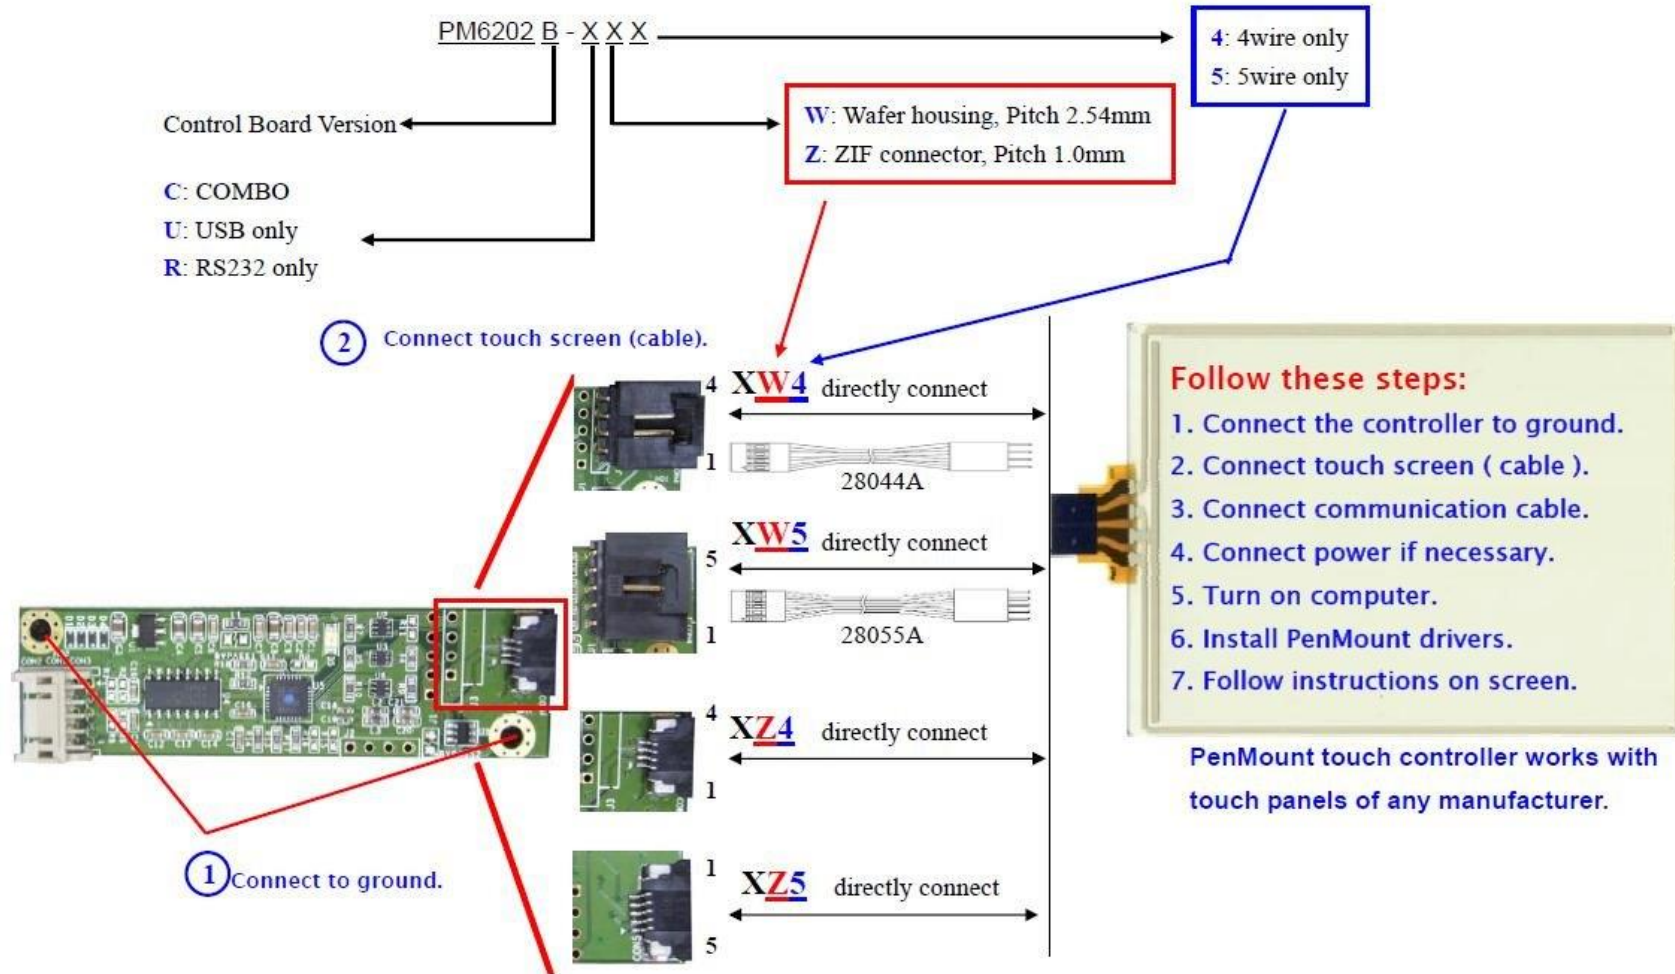 PM6202 B - X X X
4: 4wire only
5: 5wire only
W: Wafer housing, Pitch 2.54mm
Z: ZIF connector, Pitch 1.0mm
Control Board Version
C: COMBO
U: USB only
R: RS232 only
2 Connect touch screen (cable).
4
XW4 directly connect
1
28044A
XW5 directly connect
5
1
28055A
4
XZ4 directly connect
1
1
XZ5 directly connect
5
1 Connect to ground.
Follow these steps:
1. Connect the controller to ground.
2. Connect touch screen ( cable ).
3. Connect communication cable.
4. Connect power if necessary.
5. Turn on computer.
6. Install PenMount drivers.
7. Follow instructions on screen.
PenMount touch controller works with
touch panels of any manufacturer.